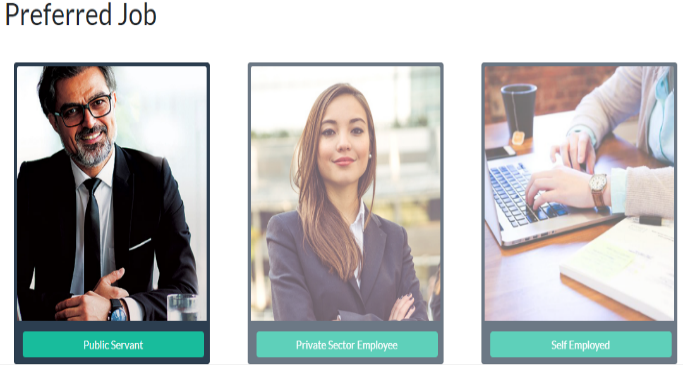 Preferred Job
Public Servant
Private Sector Employee
Self Employed